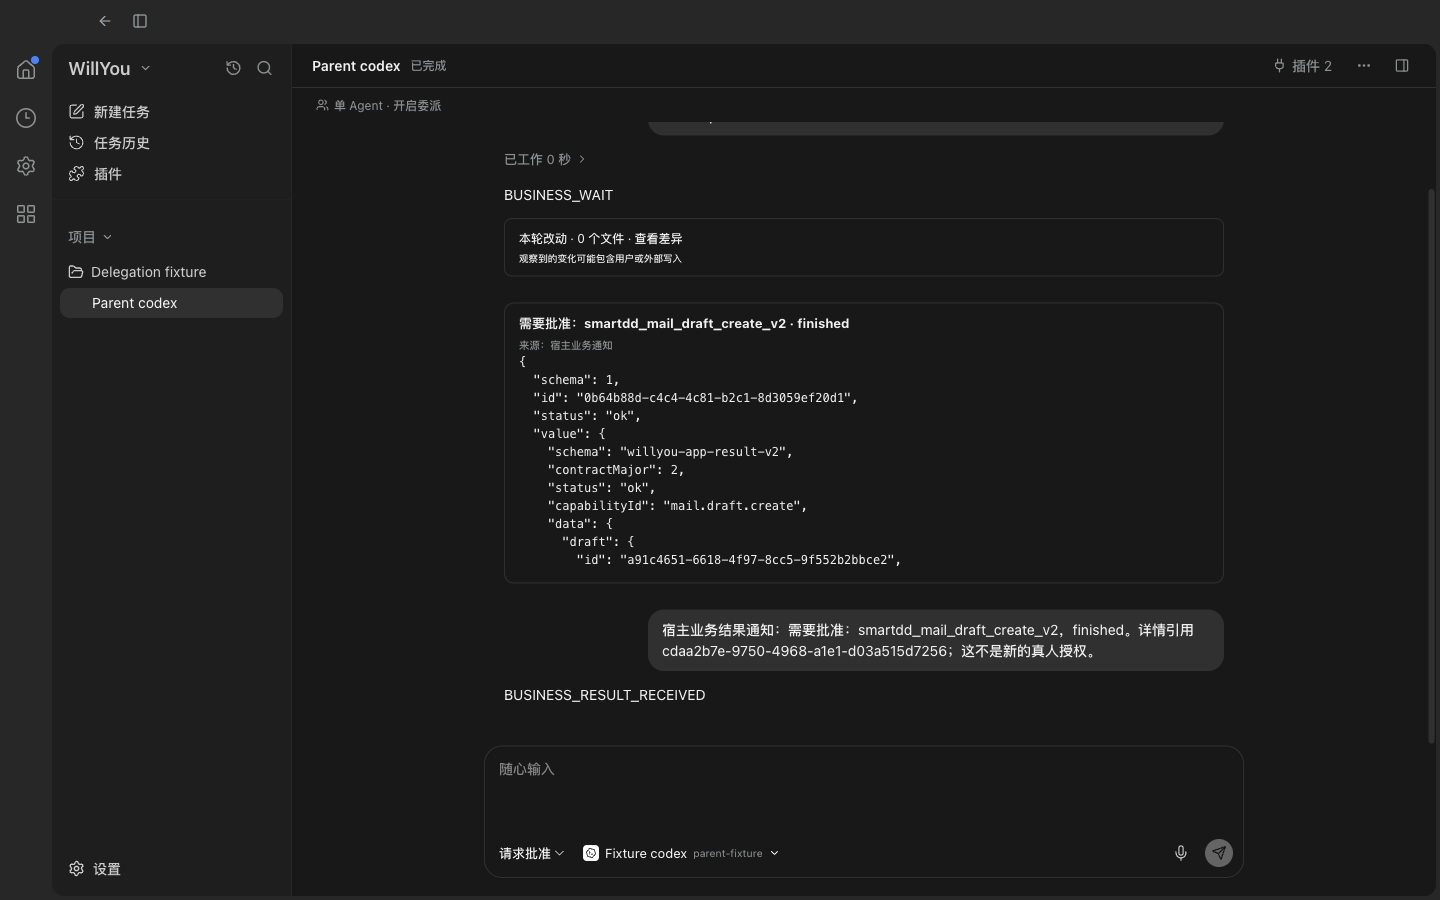 WillYou
新建任务
任务历史
插件
项目
Delegation fixture
Parent codex
设置
Parent codex 已完成
插件 2
单 Agent · 开启委派
已工作 0 秒
BUSINESS_WAIT
本轮改动 · 0 个文件 · 查看差异
观察到的变化可能包含用户或外部写入
需要批准：smartdd_mail_draft_create_v2 · finished
来源：宿主业务通知
{
  "schema": 1,
  "id": "0b64b88d-c4c4-4c81-b2c1-8d3059ef20d1",
  "status": "ok",
  "value": {
    "schema": "willyou-app-result-v2",
    "contractMajor": 2,
    "status": "ok",
    "capabilityId": "mail.draft.create",
    "data": {
      "draft": {
        "id": "a91c4651-6618-4f97-8cc5-9f552b2bbce2",
宿主业务结果通知：需要批准：smartdd_mail_draft_create_v2，finished。详情引用
cdaa2b7e-9750-4968-a1e1-d03a515d7256；这不是新的真人授权。
BUSINESS_RESULT_RECEIVED
随心输入
请求批准
Fixture codex parent-fixture